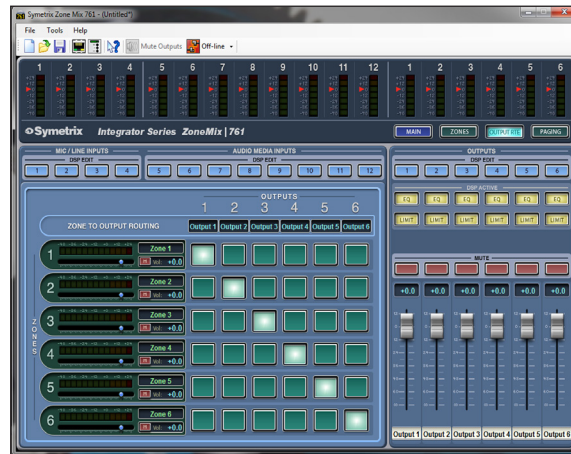 Symetrix Zone Mix 761 - (Untitled*)
File Tools Help
Mute Outputs Off-line
1 2 3 4 5 6 7 8 9 10 11 12 1 2 3 4 5 6
Symetrix Integrator Series ZoneMix | 761 MAIN ZONES OUTPUT RTE PAGING
MIC / LINE INPUTS AUDIO MEDIA INPUTS OUTPUTS
DSP EDIT DSP EDIT DSP EDIT
1 2 3 4 5 6 7 8 9 10 11 12 1 2 3 4 5 6
DSP ACTIVE
EQ EQ EQ EQ EQ EQ
LIMIT LIMIT LIMIT LIMIT LIMIT LIMIT
OUTPUTS
1 2 3 4 5 6
ZONE TO OUTPUT ROUTING Output 1 Output 2 Output 3 Output 4 Output 5 Output 6
ZONES
1 Zone 1
M Vol: +0.0
2 Zone 2
M Vol: +0.0
3 Zone 3
M Vol: +0.0
4 Zone 4
M Vol: +0.0
5 Zone 5
M Vol: +0.0
6 Zone 6
M Vol: +0.0
MUTE
+0.0 +0.0 +0.0 +0.0 +0.0 +0.0
Output 1 Output 2 Output 3 Output 4 Output 5 Output 6